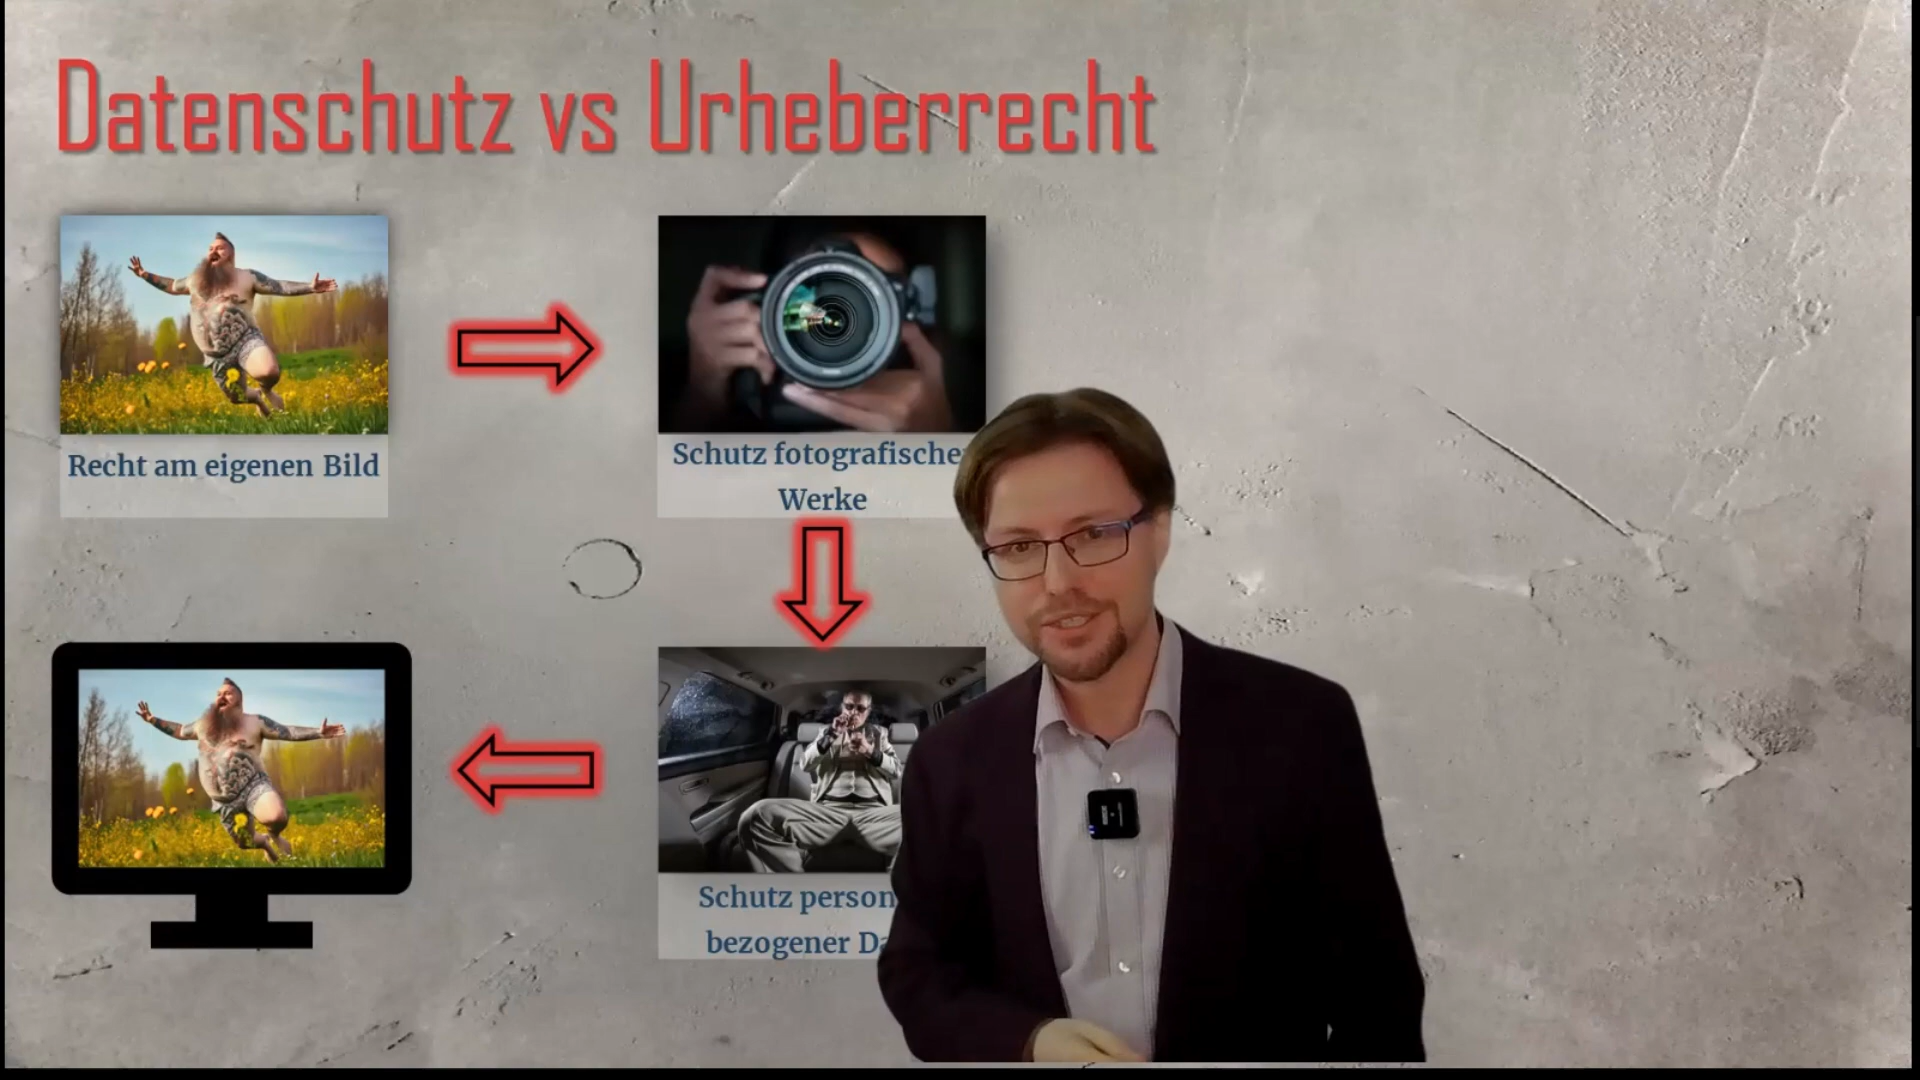 Datenschutz vs Urheberrecht
Recht am eigenen Bild
Schutz fotografische
Werke
Schutz person
bezogener Da